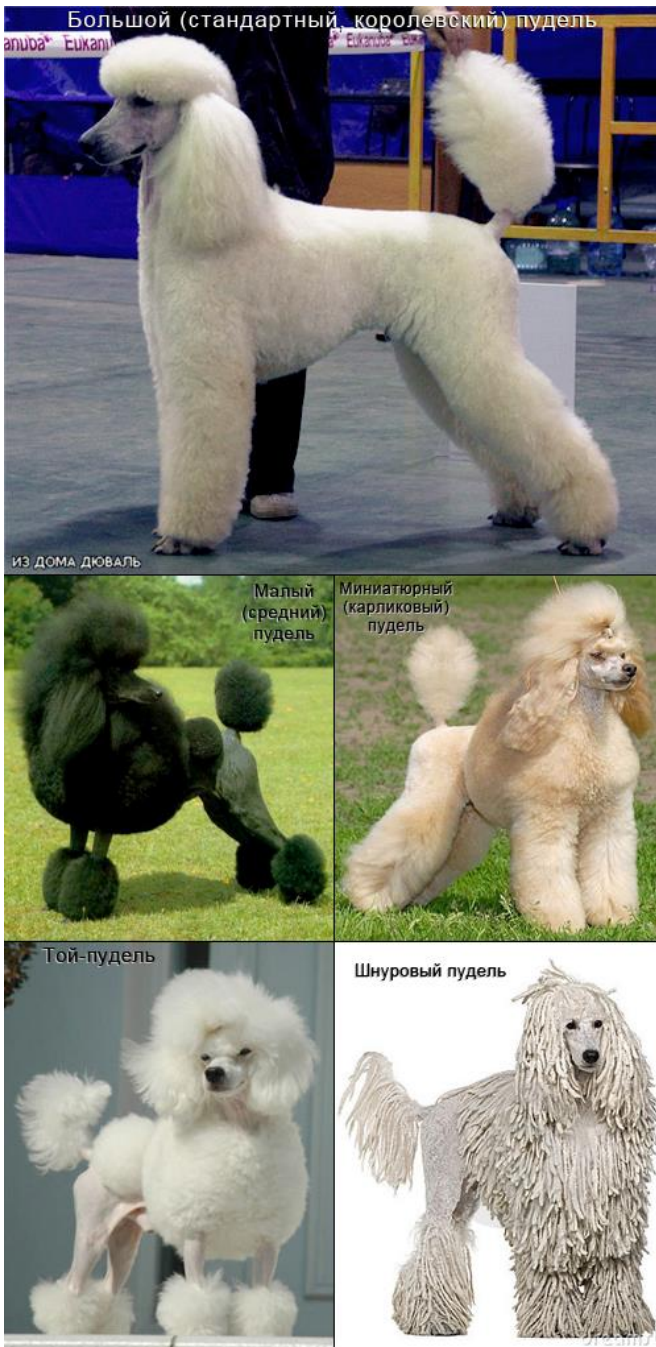 Большой (стандартный, королевский) пудель
anuba Eukanu
Eukanuba
ИЗ ДОМА ДЮВАЛЬ
Малый
(средний)
пудель
Миниатюрный
(карликовый)
пудель
Той-пудель
Шнуровый пудель